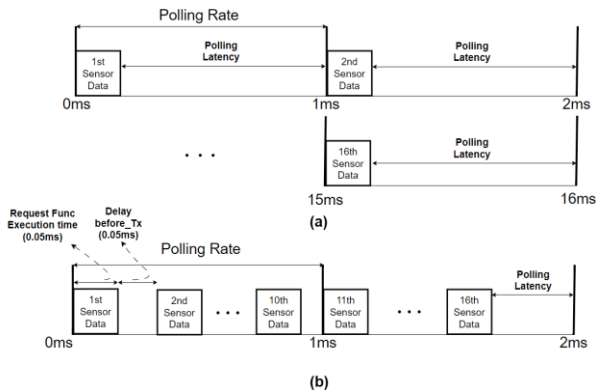 Polling Rate
Polling
Latency
Polling
Latency
1st
Sensor
Data
2nd
Sensor
Data
0ms
1ms
2ms
Polling
Latency
16th
Sensor
Data
15ms
16ms
(a)
Request Func
Execution time
(0.05ms)
Delay
before_Tx
(0.05ms)
Polling Rate
Polling
Latency
1st
Sensor
Data
2nd
Sensor
Data
10th
Sensor
Data
11th
Sensor
Data
16th
Sensor
Data
0ms
1ms
2ms
(b)